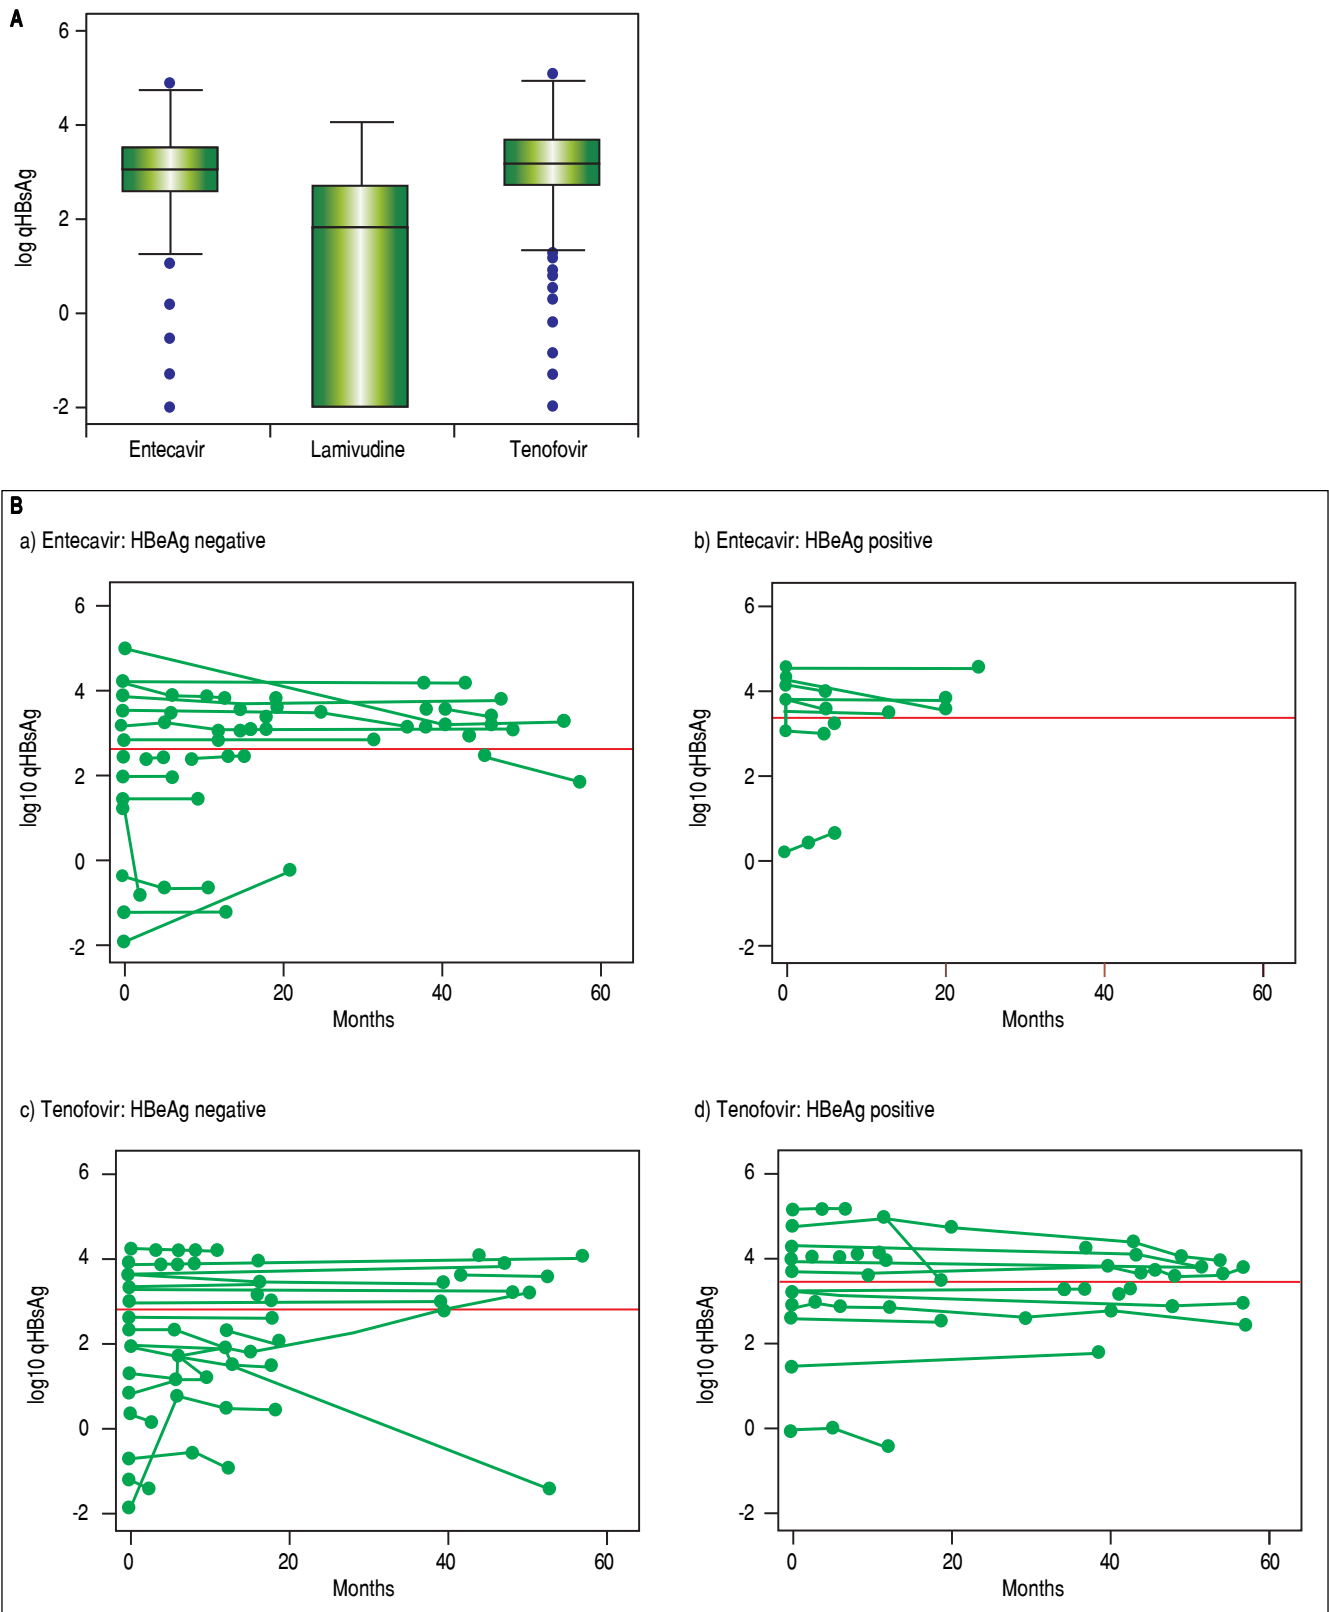 A
6
4
2
0
-2
log qHBsAg
Entecavir Lamivudine Tenofovir
B
a) Entecavir: HBeAg negative
6
4
2
0
-2
log10 qHBsAg
0 20 40 60
Months
b) Entecavir: HBeAg positive
6
4
2
0
-2
log10 qHBsAg
0 20 40 60
Months
c) Tenofovir: HBeAg negative
6
4
2
0
-2
log10 qHBsAg
0 20 40 60
Months
d) Tenofovir: HBeAg positive
6
4
2
0
-2
log10 qHBsAg
0 20 40 60
Months